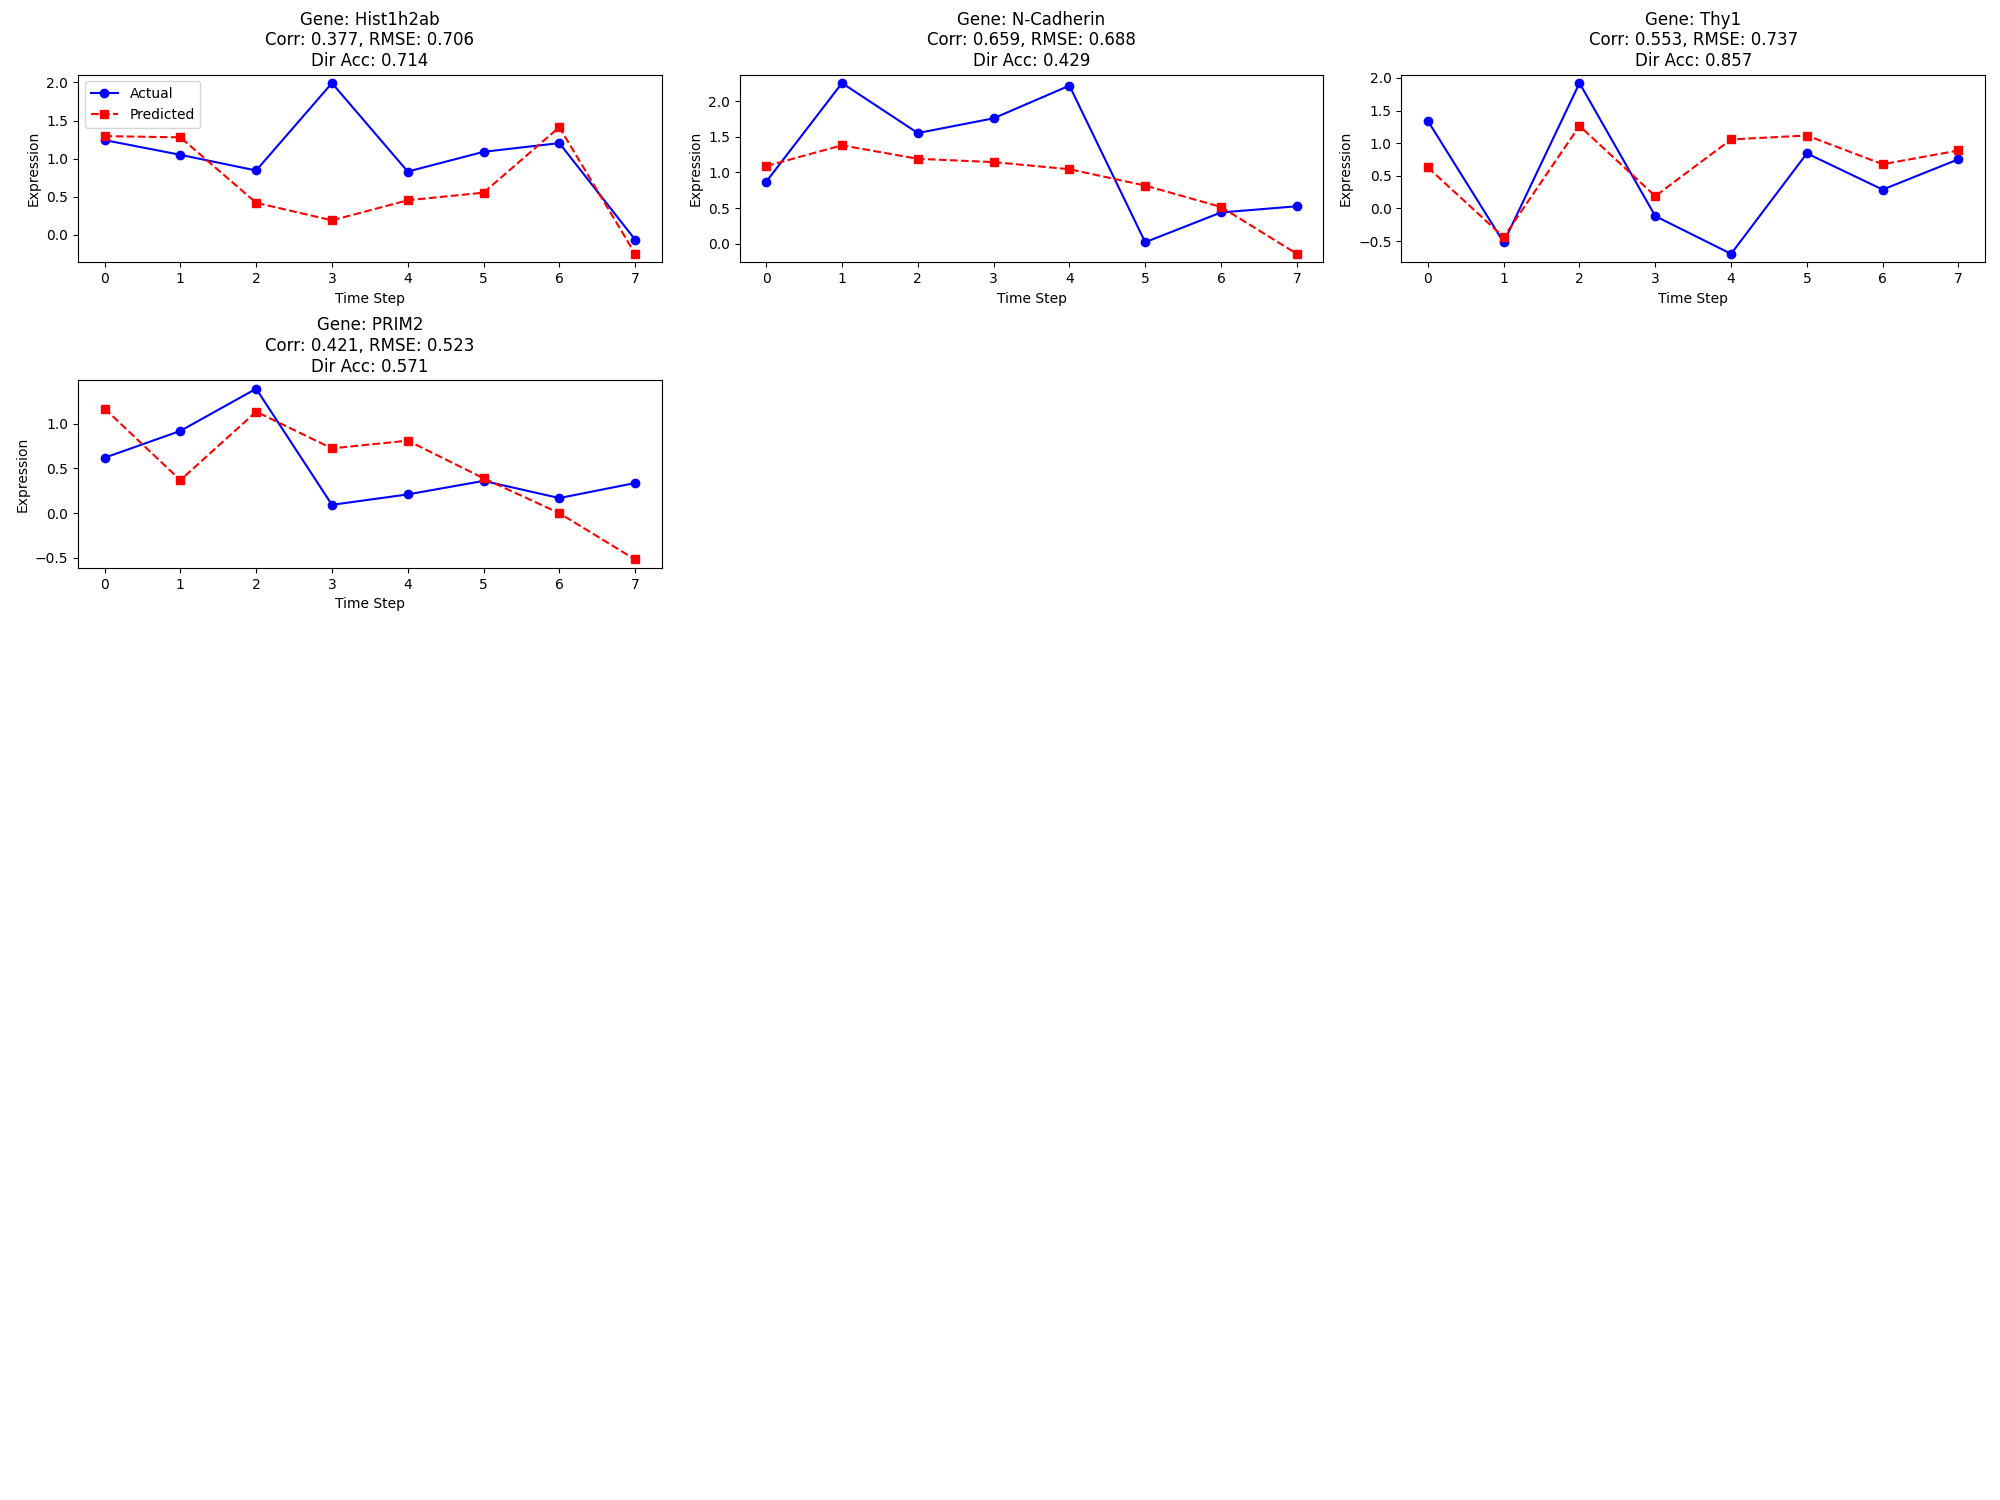 Gene: Hist1h2ab
Corr: 0.377, RMSE: 0.706
Dir Acc: 0.714
Actual
Predicted
Expression
2.0
1.5
1.0
0.5
0.0
0 1 2 3 4 5 6 7
Time Step
Gene: N-Cadherin
Corr: 0.659, RMSE: 0.688
Dir Acc: 0.429
Expression
2.0
1.5
1.0
0.5
0.0
0 1 2 3 4 5 6 7
Time Step
Gene: Thy1
Corr: 0.553, RMSE: 0.737
Dir Acc: 0.857
Expression
2.0
1.5
1.0
0.5
0.0
−0.5
0 1 2 3 4 5 6 7
Time Step
Gene: PRIM2
Corr: 0.421, RMSE: 0.523
Dir Acc: 0.571
Expression
1.0
0.5
0.0
−0.5
0 1 2 3 4 5 6 7
Time Step